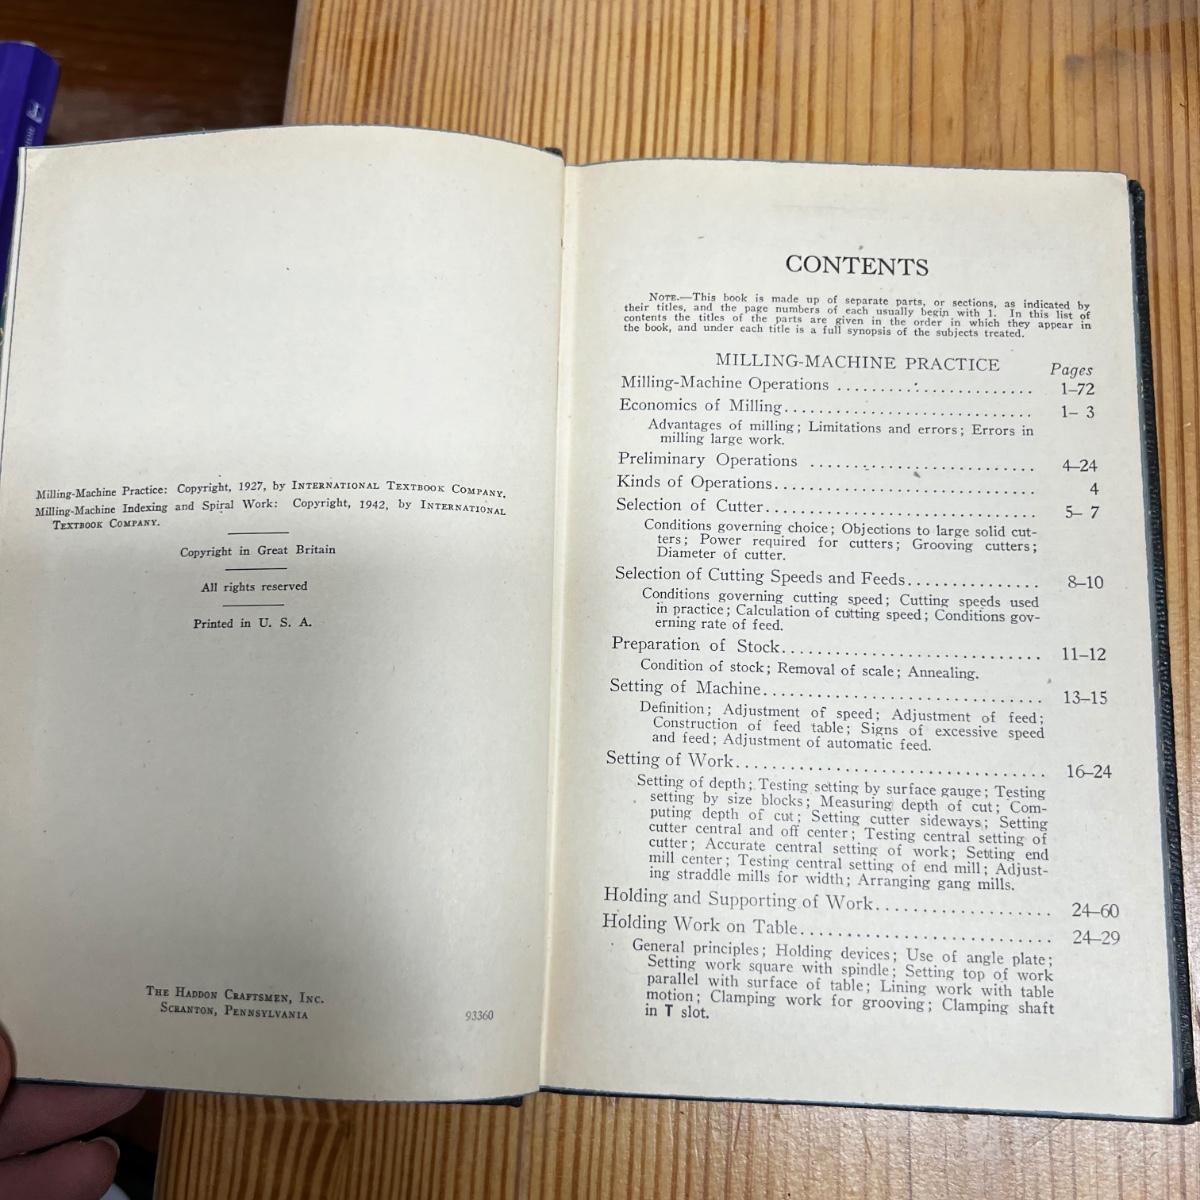 Milling-Machine Practice: Copyright, 1927, by INTERNATIONAL TEXTBOOK COMPANY.
Milling-Machine Indexing and Spiral Work: Copyright, 1942, by INTERNATIONAL
TEXTBOOK COMPANY.
Copyright in Great Britain
All rights reserved
Printed in U. S. A.
THE HADDON CRAFTSMEN, INC.
SCRANTON, PENNSYLVANIA
93360
CONTENTS
NOTE.—This book is made up of separate parts, or sections, as indicated by
their titles, and the page numbers of each usually begin with 1. In this list of
contents the titles of the parts are given in the order in which they appear in
the book, and under each title is a full synopsis of the subjects treated.
MILLING-MACHINE PRACTICE Pages
Milling-Machine Operations .................... 1–72
Economics of Milling............................ 1– 3
Advantages of milling; Limitations and errors; Errors in
milling large work.
Preliminary Operations ........................ 4–24
Kinds of Operations............................. 4
Selection of Cutter.............................. 5– 7
Conditions governing choice; Objections to large solid cut-
ters; Power required for cutters; Grooving cutters;
Diameter of cutter.
Selection of Cutting Speeds and Feeds............... 8–10
Conditions governing cutting speed; Cutting speeds used
in practice; Calculation of cutting speed; Conditions gov-
erning rate of feed.
Preparation of Stock............................. 11–12
Condition of stock; Removal of scale; Annealing.
Setting of Machine............................... 13–15
Definition; Adjustment of speed; Adjustment of feed;
Construction of feed table; Signs of excessive speed
and feed; Adjustment of automatic feed.
Setting of Work.................................. 16–24
Setting of depth; Testing setting by surface gauge; Testing
setting by size blocks; Measuring depth of cut; Com-
puting depth of cut; Setting cutter sideways; Setting
cutter central and off center; Testing central setting of
cutter; Accurate central setting of work; Setting end
mill center; Testing central setting of end mill; Adjust-
ing straddle mills for width; Arranging gang mills.
Holding and Supporting of Work................... 24–60
Holding Work on Table............................ 24–29
General principles; Holding devices; Use of angle plate;
Setting work square with spindle; Setting top of work
parallel with surface of table; Lining work with table
motion; Clamping work for grooving; Clamping shaft
in T slot.